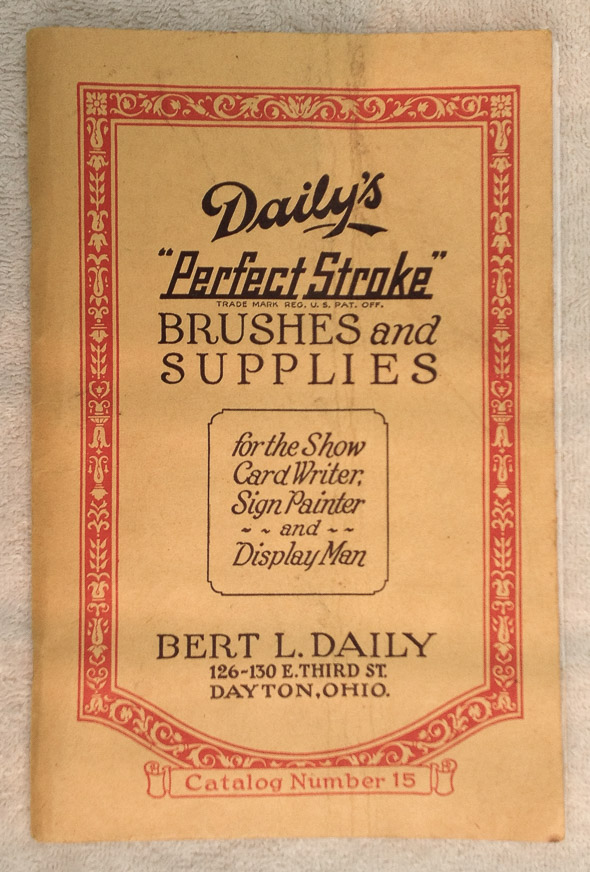 Daily's
"Perfect Stroke"
TRADE MARK REG. U. S. PAT. OFF.
BRUSHES and
SUPPLIES
for the Show
Card Writer,
Sign Painter
~ ~ and ~ ~
Display Man
BERT L. DAILY
126-130 E. THIRD ST.
DAYTON, OHIO.
Catalog Number 15